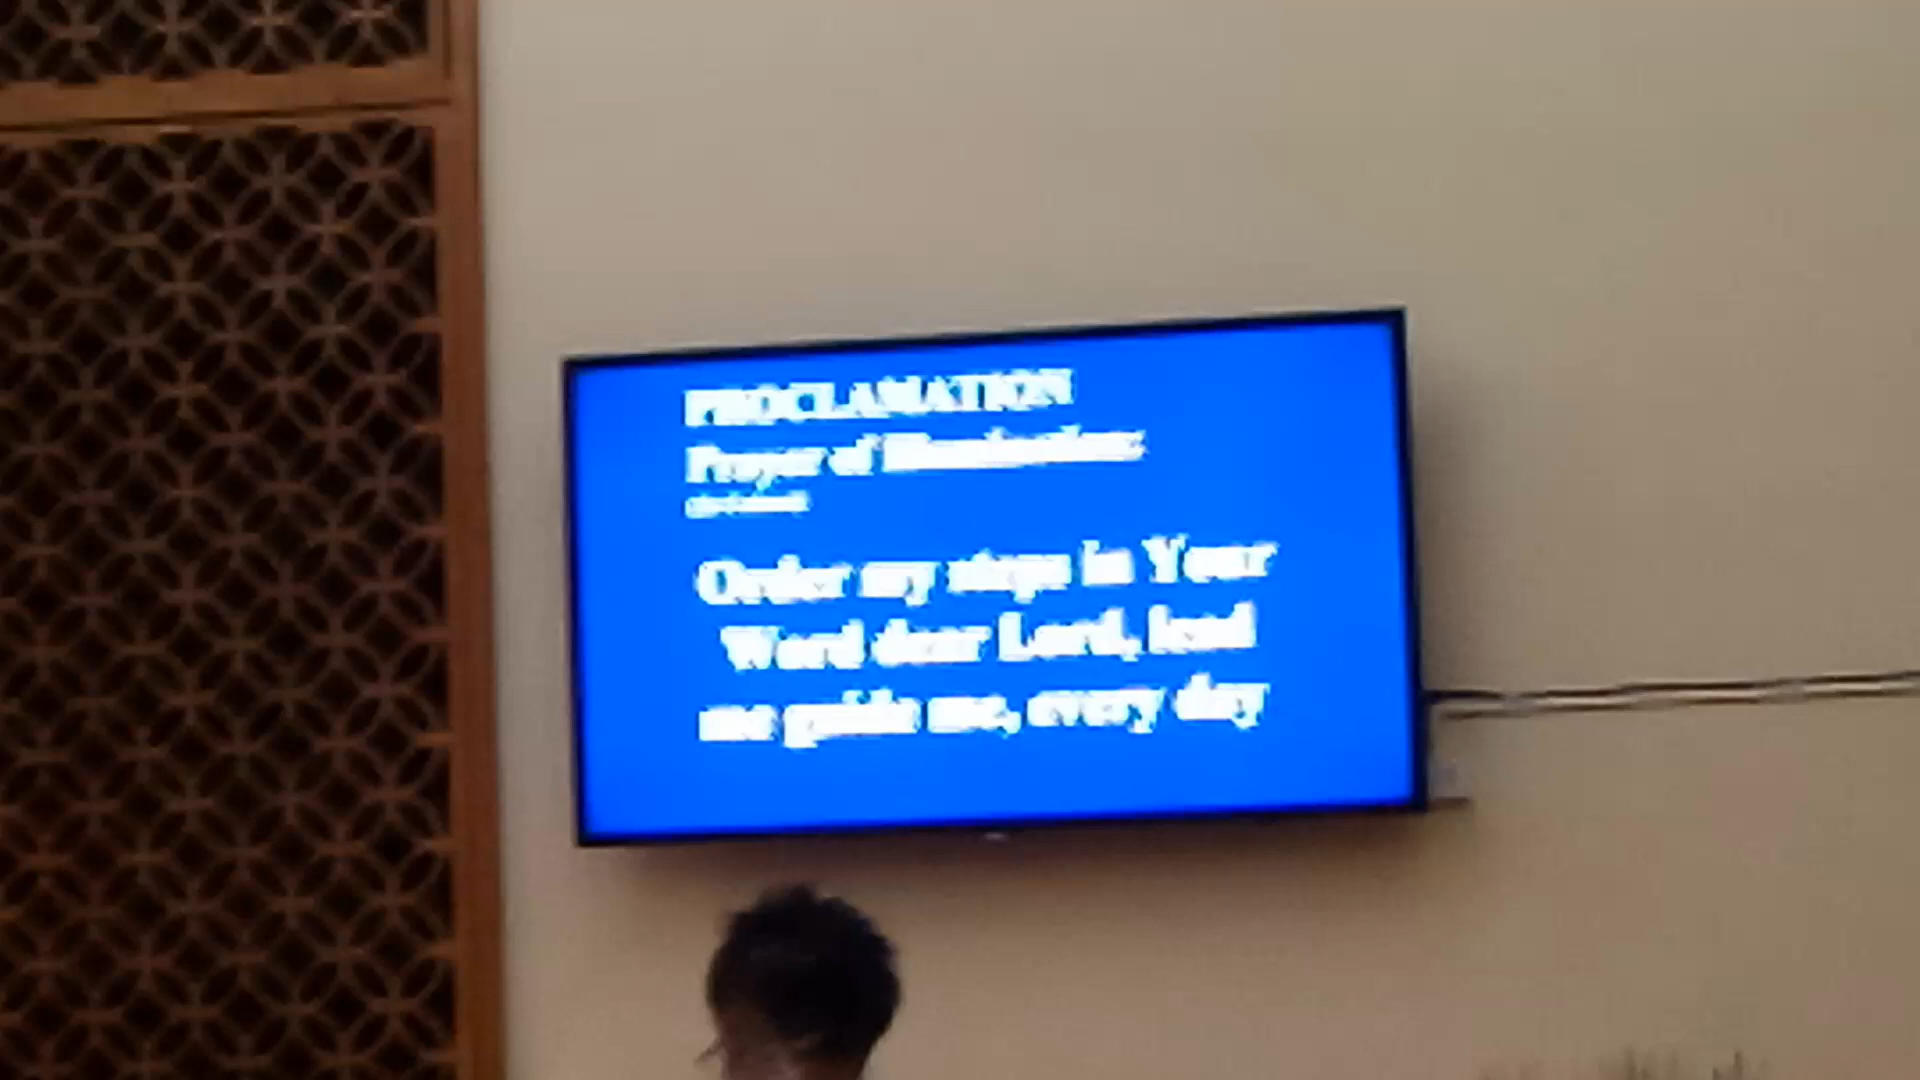 PROCLAMATION
Prayer of Illumination:
Order my steps in Your
Word dear Lord, lead
me guide me, every day